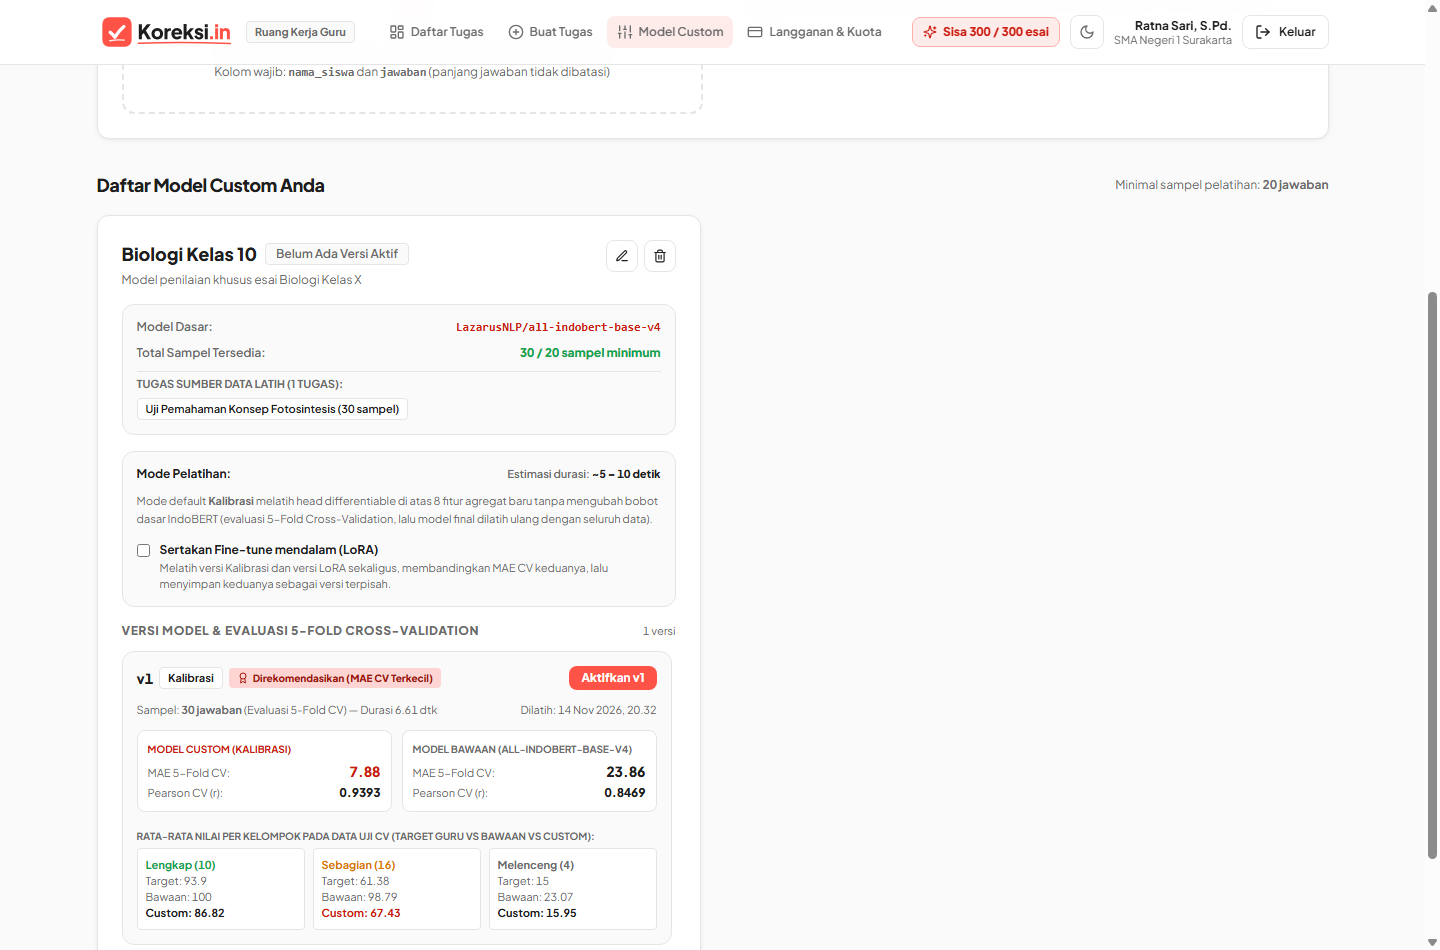 Koreksi.in
Ruang Kerja Guru
Daftar Tugas
Buat Tugas
Model Custom
Langganan & Kuota
Sisa 300 / 300 esai
Ratna Sari, S.Pd.
SMA Negeri 1 Surakarta
Keluar
Kolom wajib: nama_siswa dan jawaban (panjang jawaban tidak dibatasi)
Daftar Model Custom Anda
Minimal sampel pelatihan: 20 jawaban
Biologi Kelas 10
Belum Ada Versi Aktif
Model penilaian khusus esai Biologi Kelas X
Model Dasar:
LazarusNLP/all-indobert-base-v4
Total Sampel Tersedia:
30 / 20 sampel minimum
TUGAS SUMBER DATA LATIH (1 TUGAS):
Uji Pemahaman Konsep Fotosintesis (30 sampel)
Mode Pelatihan:
Estimasi durasi: ~5 – 10 detik
Mode default Kalibrasi melatih head differentiable di atas 8 fitur agregat baru tanpa mengubah bobot
dasar IndoBERT (evaluasi 5-Fold Cross-Validation, lalu model final dilatih ulang dengan seluruh data).
Sertakan Fine-tune mendalam (LoRA)
Melatih versi Kalibrasi dan versi LoRA sekaligus, membandingkan MAE CV keduanya, lalu
menyimpan keduanya sebagai versi terpisah.
VERSI MODEL & EVALUASI 5-FOLD CROSS-VALIDATION
1 versi
v1
Kalibrasi
Direkomendasikan (MAE CV Terkecil)
Aktifkan v1
Sampel: 30 jawaban (Evaluasi 5-Fold CV) — Durasi 6.61 dtk
Dilatih: 14 Nov 2026, 20.32
MODEL CUSTOM (KALIBRASI)
MAE 5-Fold CV: 7.88
Pearson CV (r): 0.9393
MODEL BAWAAN (ALL-INDOBERT-BASE-V4)
MAE 5-Fold CV: 23.86
Pearson CV (r): 0.8469
RATA-RATA NILAI PER KELOMPOK PADA DATA UJI CV (TARGET GURU VS BAWAAN VS CUSTOM):
Lengkap (10)
Target: 93.9
Bawaan: 100
Custom: 86.82
Sebagian (16)
Target: 61.38
Bawaan: 98.79
Custom: 67.43
Melenceng (4)
Target: 15
Bawaan: 23.07
Custom: 15.95